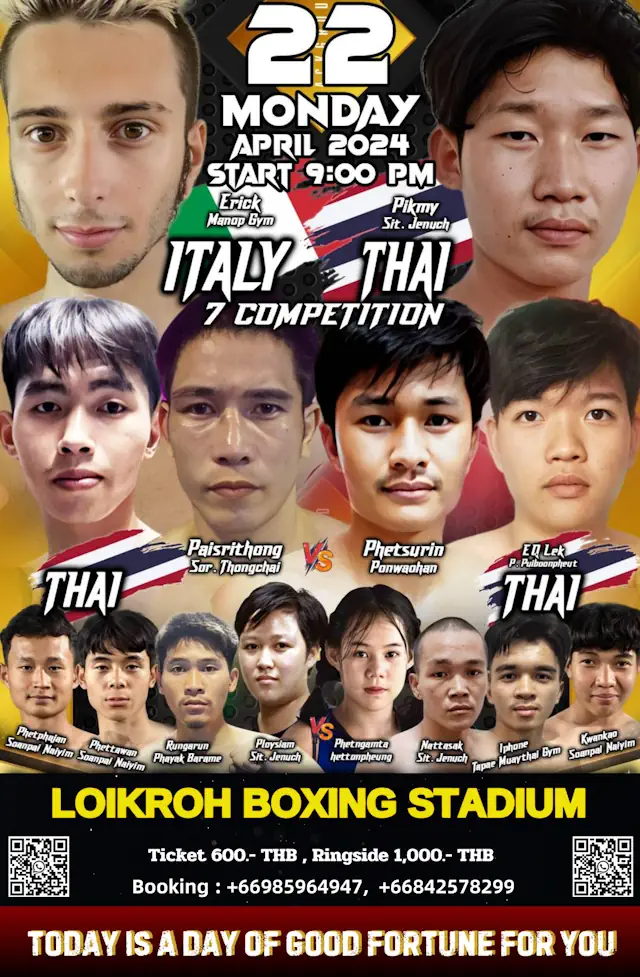 22
MONDAY
APRIL 2024
START 9:00 PM
Erick
Manop Gym
Pikmy
Sit. Jenuch
ITALY
THAI
7 COMPETITION
Paisrithong
Sor. Thongchai
VS
Phetsurin
Ponwaohan
EQ Lek
P. Puiboonpheut
THAI
THAI
Phetphajan
Soanpai Naiyim
Phettawan
Soanpai Naiyim
Rungarun
Phayak Barame
Ploysiam
Sit. Jenuch
VS
Phetngamta
hettonpheung
Nattasak
Sit. Jenuch
Iphone
Tapae Muaythai Gym
Kwankao
Soanpai Naiyim
LOIKROH BOXING STADIUM
Ticket 600.- THB , Ringside 1,000.- THB
Booking : +66985964947, +66842578299
TODAY IS A DAY OF GOOD FORTUNE FOR YOU